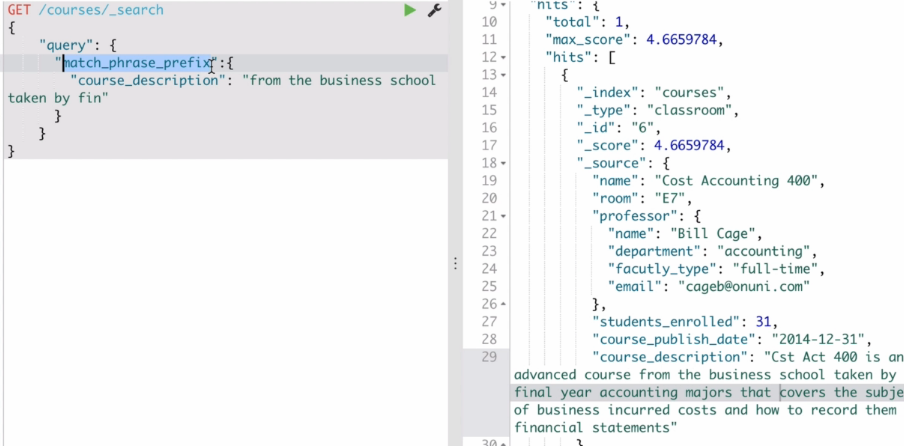 GET /courses/_search
{
"query": {
"match_phrase_prefix":{
"course_description": "from the business school
taken by fin"
}
}
}
9 "hits": {
10 "total": 1,
11 "max_score": 4.6659784,
12 "hits": [
13 {
14 "_index": "courses",
15 "_type": "classroom",
16 "_id": "6",
17 "_score": 4.6659784,
18 "_source": {
19 "name": "Cost Accounting 400",
20 "room": "E7",
21 "professor": {
22 "name": "Bill Cage",
23 "department": "accounting",
24 "facutly_type": "full-time",
25 "email": "cageb@onuni.com"
26 },
27 "students_enrolled": 31,
28 "course_publish_date": "2014-12-31",
29 "course_description": "Cst Act 400 is an
advanced course from the business school taken by
final year accounting majors that covers the subje
of business incurred costs and how to record them
financial statements"
30 }